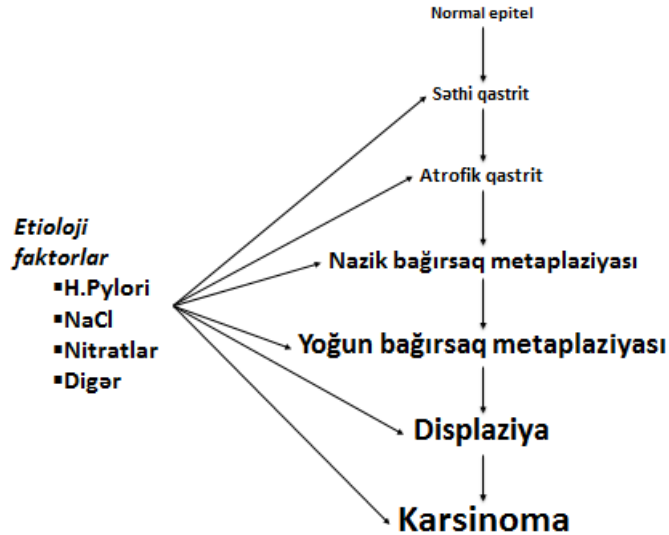 Normal epitel
Səthi qastrit
Atrofik qastrit
Nazik bağırsaq metaplaziyası
Yoğun bağırsaq metaplaziyası
Displaziya
Karsinoma
Etioloji
faktorlar
▪H.Pylori
▪NaCl
▪Nitratlar
▪Digər